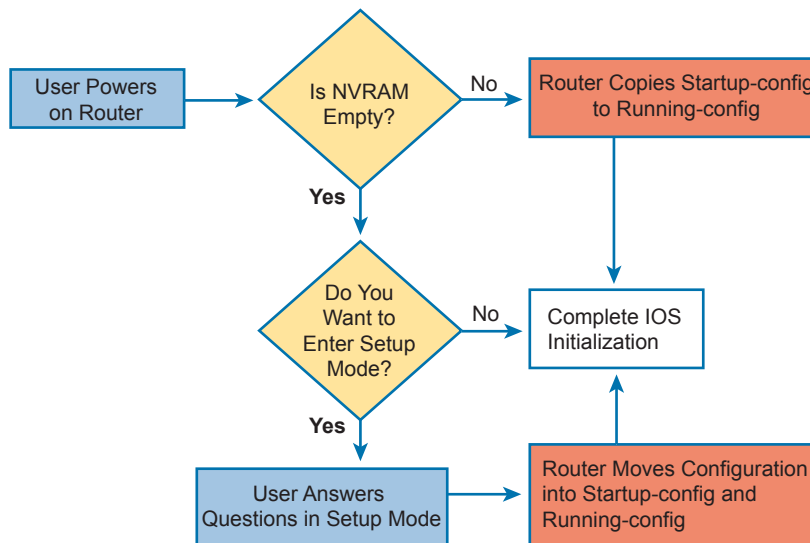 User Powers
on Router
Is NVRAM
Empty?
No
Router Copies Startup-config
to Running-config
Yes
Do You
Want to
Enter Setup
Mode?
No
Complete IOS
Initialization
Yes
User Answers
Questions in Setup Mode
Router Moves Configuration
into Startup-config and
Running-config